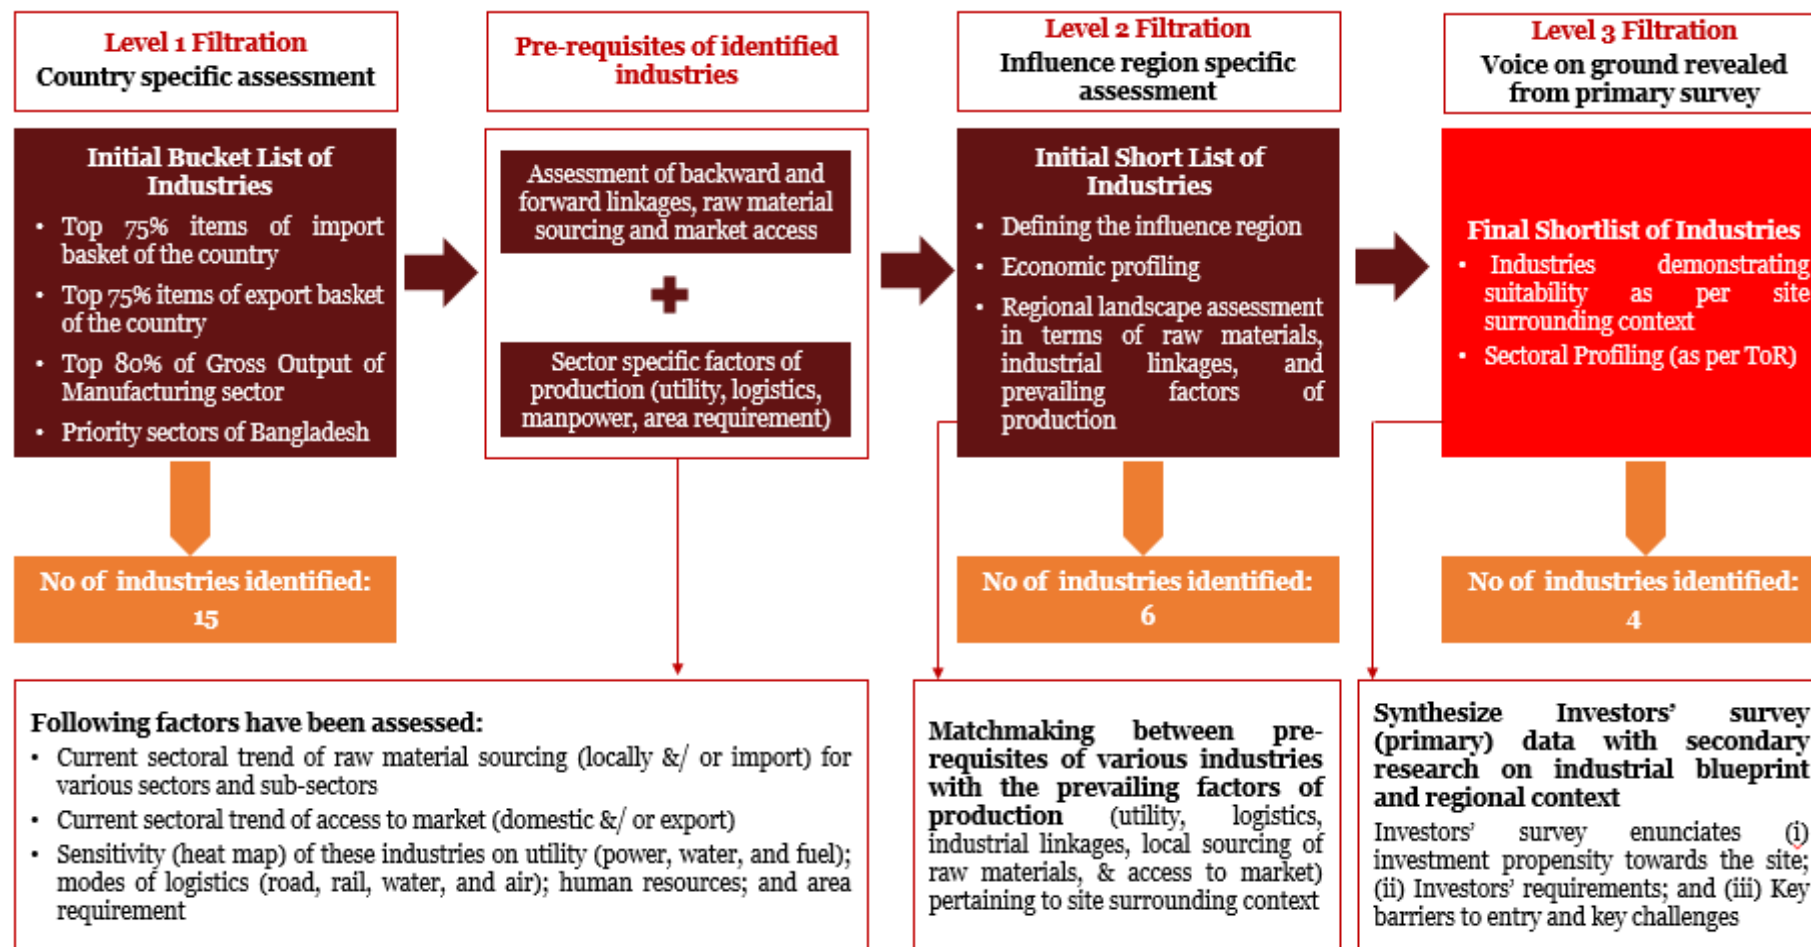 Level 1 Filtration
Country specific assessment
Pre-requisites of identified
industries
Level 2 Filtration
Influence region specific
assessment
Level 3 Filtration
Voice on ground revealed
from primary survey
Initial Bucket List of
Industries
• Top 75% items of import
basket of the country
• Top 75% items of export basket
of the country
• Top 80% of Gross Output of
Manufacturing sector
• Priority sectors of Bangladesh
Assessment of backward and
forward linkages, raw material
sourcing and market access
Sector specific factors of
production (utility, logistics,
manpower, area requirement)
Initial Short List of
Industries
• Defining the influence region
• Economic profiling
• Regional landscape assessment
in terms of raw materials,
industrial linkages, and
prevailing factors of
production
Final Shortlist of Industries
• Industries demonstrating
suitability as per site
surrounding context
• Sectoral Profiling (as per ToR)
No of industries identified:
15
No of industries identified:
6
No of industries identified:
4
Following factors have been assessed:
• Current sectoral trend of raw material sourcing (locally &/ or import) for
various sectors and sub-sectors
• Current sectoral trend of access to market (domestic &/ or export)
• Sensitivity (heat map) of these industries on utility (power, water, and fuel);
modes of logistics (road, rail, water, and air); human resources; and area
requirement
Matchmaking between pre-
requisites of various industries
with the prevailing factors of
production (utility, logistics,
industrial linkages, local sourcing of
raw materials, & access to market)
pertaining to site surrounding context
Synthesize Investors’ survey
(primary) data with secondary
research on industrial blueprint
and regional context
Investors’ survey enunciates (i)
investment propensity towards the site;
(ii) Investors’ requirements; and (iii) Key
barriers to entry and key challenges